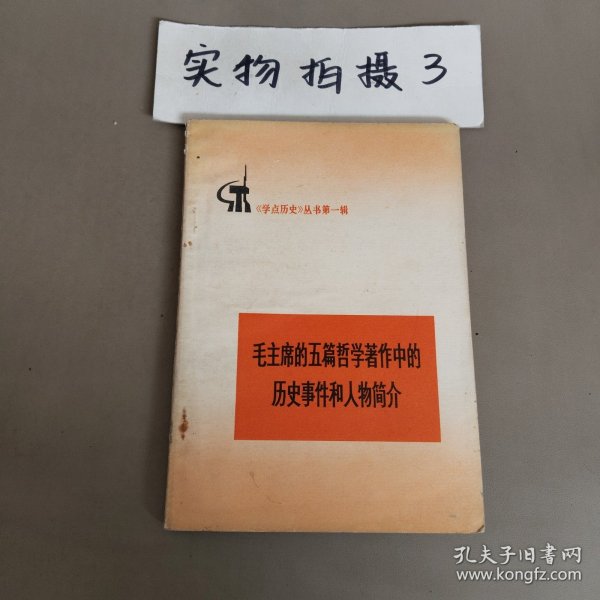 实物拍摄3
《学点历史》丛书第一辑
毛主席的五篇哲学著作中的
历史事件和人物简介
孔夫子旧书网
www.kongfz.com